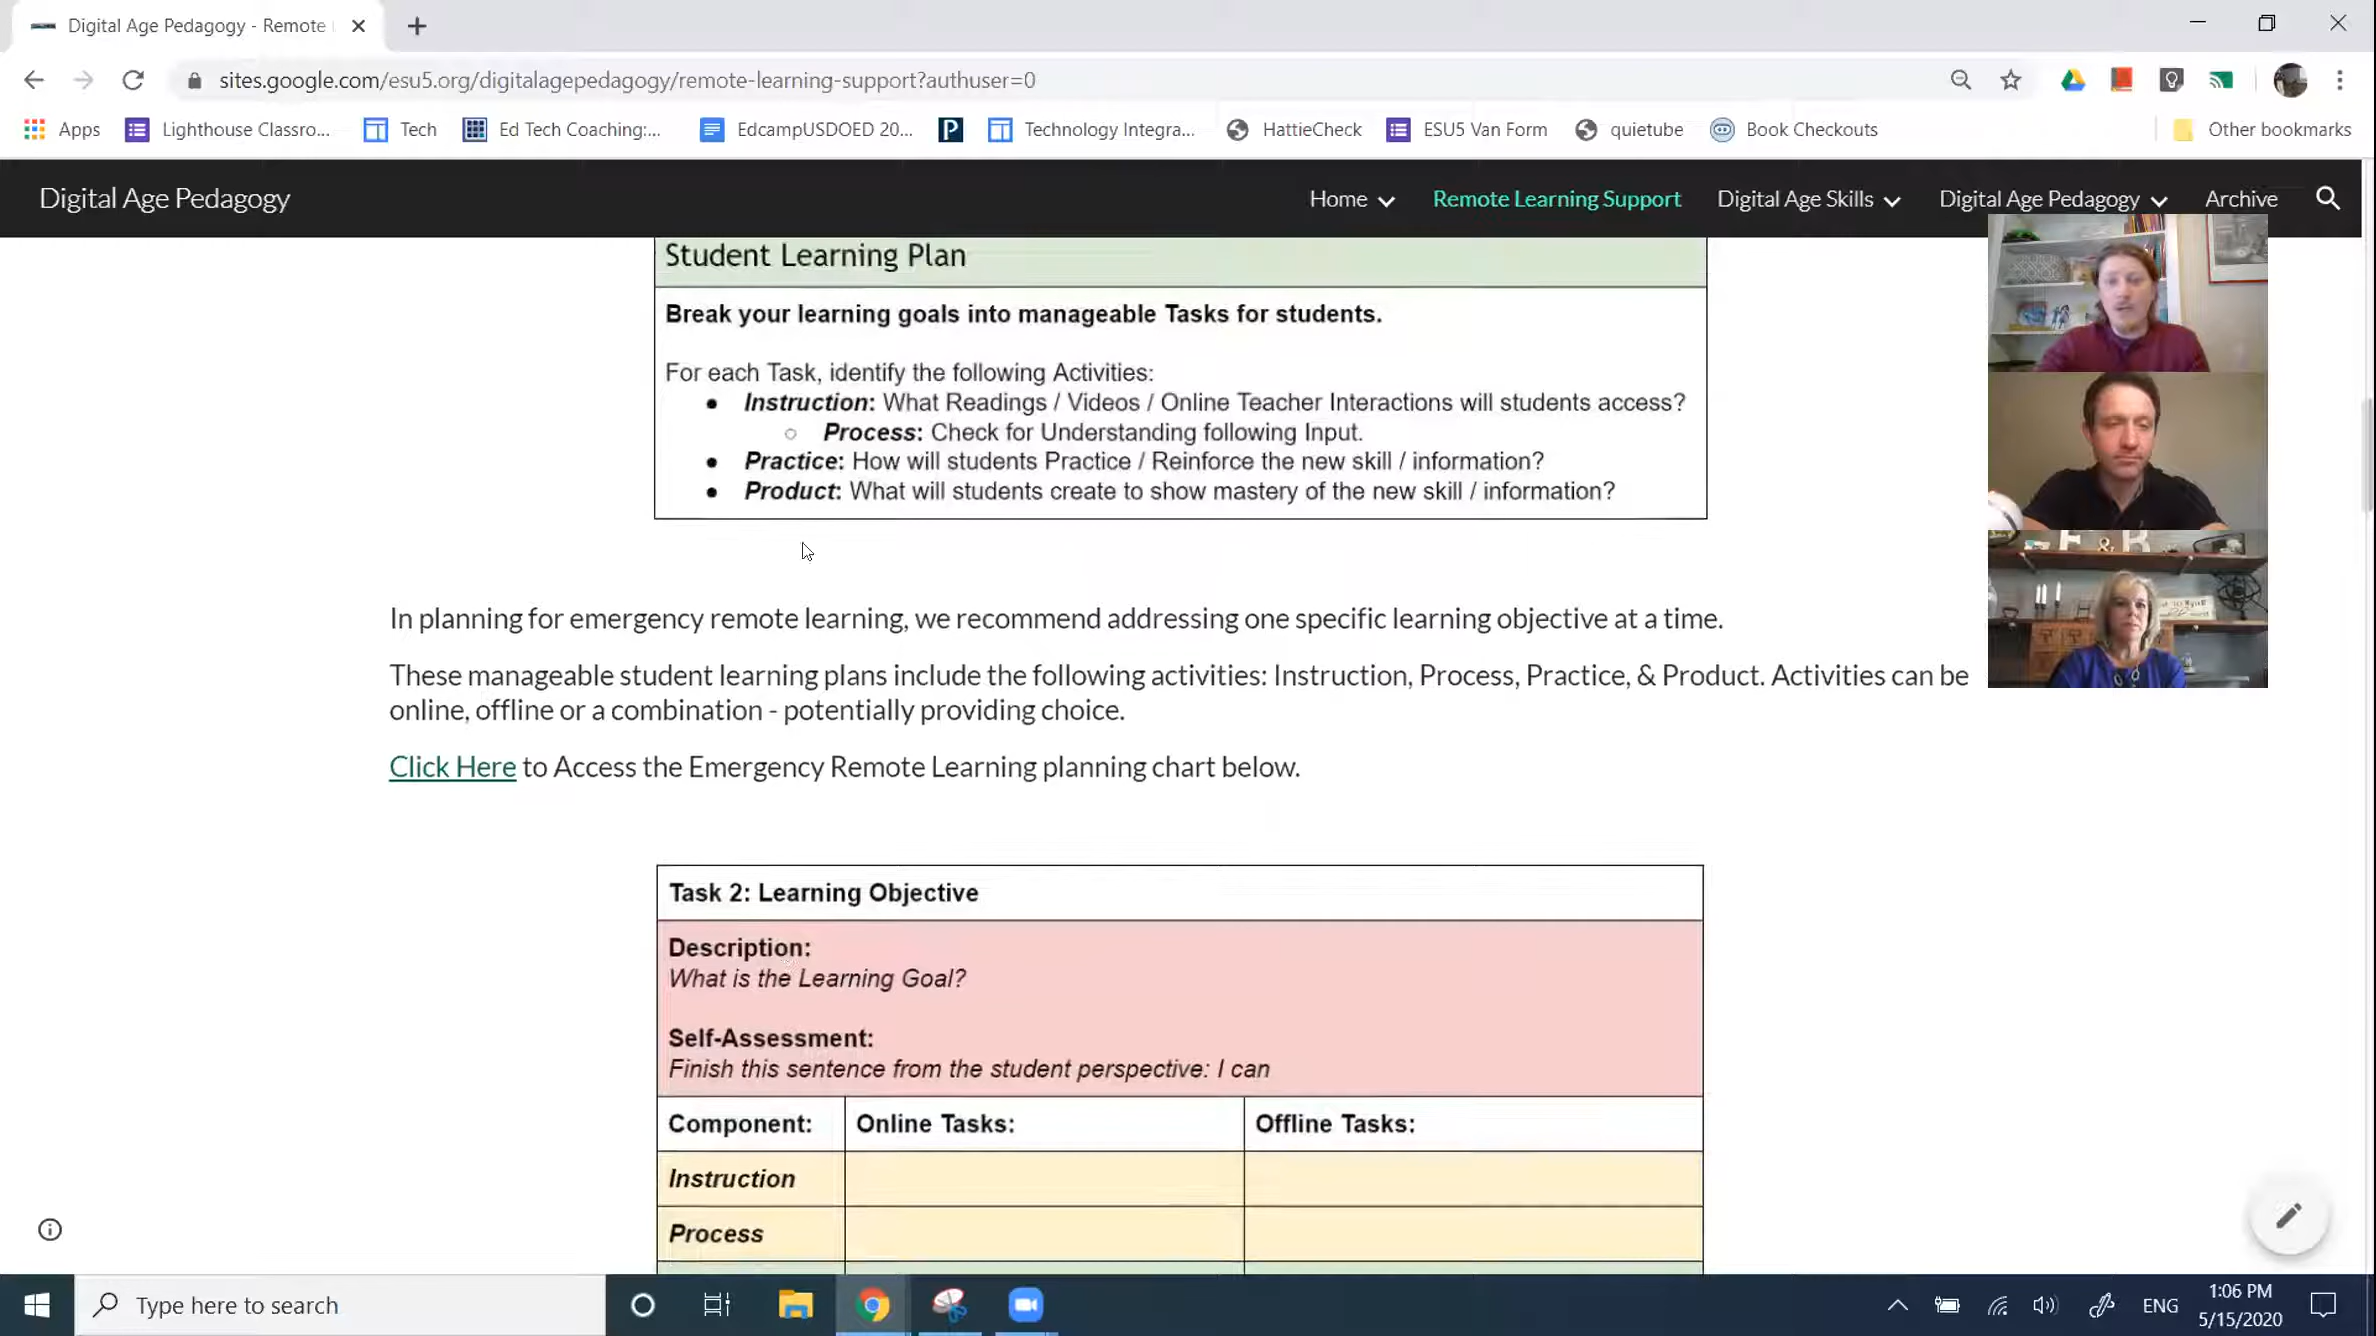 Digital Age Pedagogy - Remote
sites.google.com/esu5.org/digitalagepedagogy/remote-learning-support?authuser=0
Apps Lighthouse Classro... Tech Ed Tech Coaching:... EdcampUSDOED 20... Technology Integra... HattieCheck ESU5 Van Form quietube Book Checkouts Other bookmarks
Digital Age Pedagogy Home Remote Learning Support Digital Age Skills Digital Age Pedagogy Archive
Student Learning Plan
Break your learning goals into manageable Tasks for students.
For each Task, identify the following Activities:
Instruction: What Readings / Videos / Online Teacher Interactions will students access?
Process: Check for Understanding following Input.
Practice: How will students Practice / Reinforce the new skill / information?
Product: What will students create to show mastery of the new skill / information?
In planning for emergency remote learning, we recommend addressing one specific learning objective at a time.
These manageable student learning plans include the following activities: Instruction, Process, Practice, & Product. Activities can be
online, offline or a combination - potentially providing choice.
Click Here to Access the Emergency Remote Learning planning chart below.
Task 2: Learning Objective
Description:
What is the Learning Goal?
Self-Assessment:
Finish this sentence from the student perspective: I can
Component: Online Tasks: Offline Tasks:
Instruction
Process
Type here to search
ENG
1:06 PM
5/15/2020